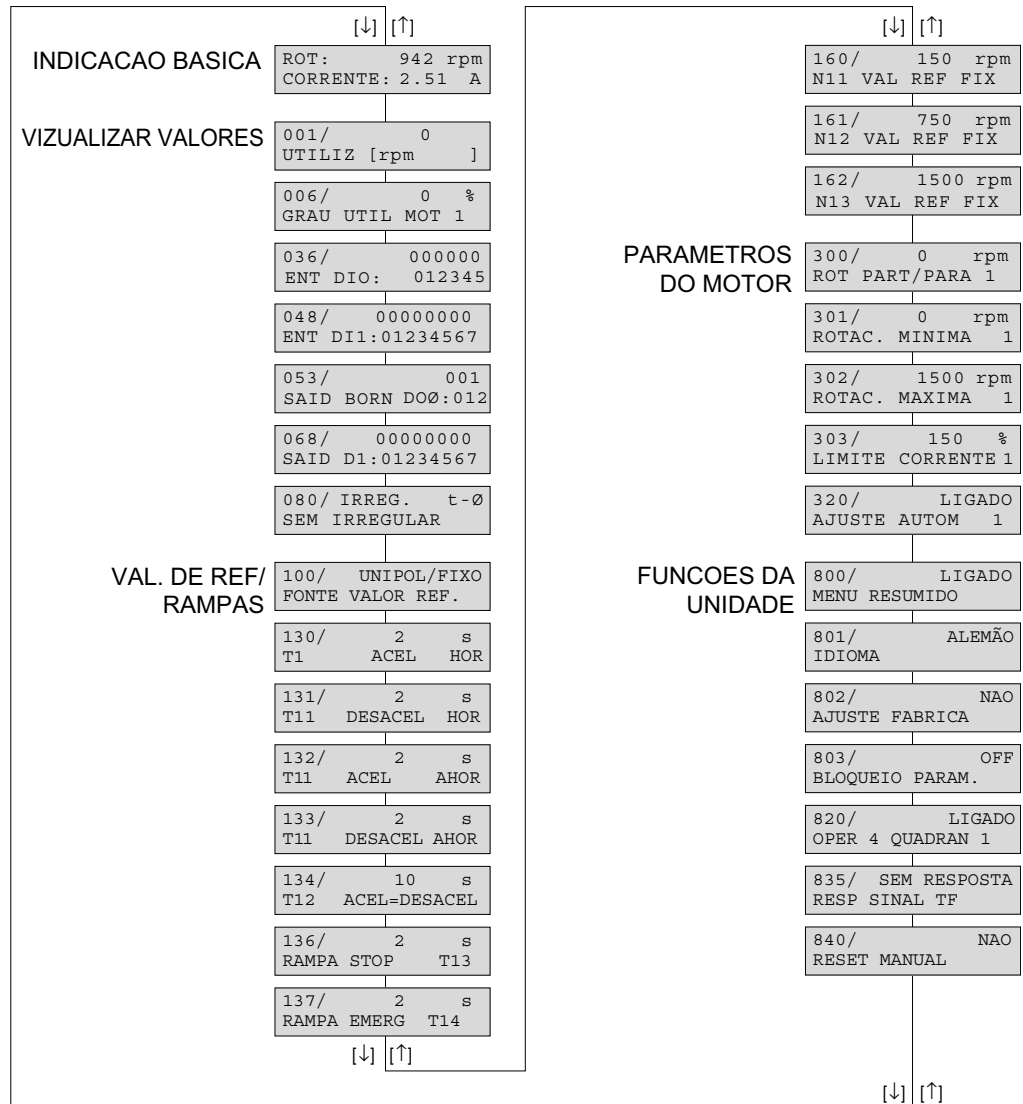 [↓] [↑]
INDICACAO BASICA
ROT: 942 rpm
CORRENTE: 2.51 A
VIZUALIZAR VALORES
001/ 0
UTILIZ [rpm ]
006/ 0 %
GRAU UTIL MOT 1
036/ 000000
ENT DIO: 012345
048/ 00000000
ENT DI1:01234567
053/ 001
SAID BORN DOØ:012
068/ 00000000
SAID D1:01234567
080/ IRREG. t-Ø
SEM IRREGULAR
VAL. DE REF/
RAMPAS
100/ UNIPOL/FIXO
FONTE VALOR REF.
130/ 2 s
T1 ACEL HOR
131/ 2 s
T11 DESACEL HOR
132/ 2 s
T11 ACEL AHOR
133/ 2 s
T11 DESACEL AHOR
134/ 10 s
T12 ACEL=DESACEL
136/ 2 s
RAMPA STOP T13
137/ 2 s
RAMPA EMERG T14
[↓] [↑]
[↓] [↑]
160/ 150 rpm
N11 VAL REF FIX
161/ 750 rpm
N12 VAL REF FIX
162/ 1500 rpm
N13 VAL REF FIX
PARAMETROS
DO MOTOR
300/ 0 rpm
ROT PART/PARA 1
301/ 0 rpm
ROTAC. MINIMA 1
302/ 1500 rpm
ROTAC. MAXIMA 1
303/ 150 %
LIMITE CORRENTE 1
320/ LIGADO
AJUSTE AUTOM 1
FUNCOES DA
UNIDADE
800/ LIGADO
MENU RESUMIDO
801/ ALEMÃO
IDIOMA
802/ NAO
AJUSTE FABRICA
803/ OFF
BLOQUEIO PARAM.
820/ LIGADO
OPER 4 QUADRAN 1
835/ SEM RESPOSTA
RESP SINAL TF
840/ NAO
RESET MANUAL
[↓] [↑]